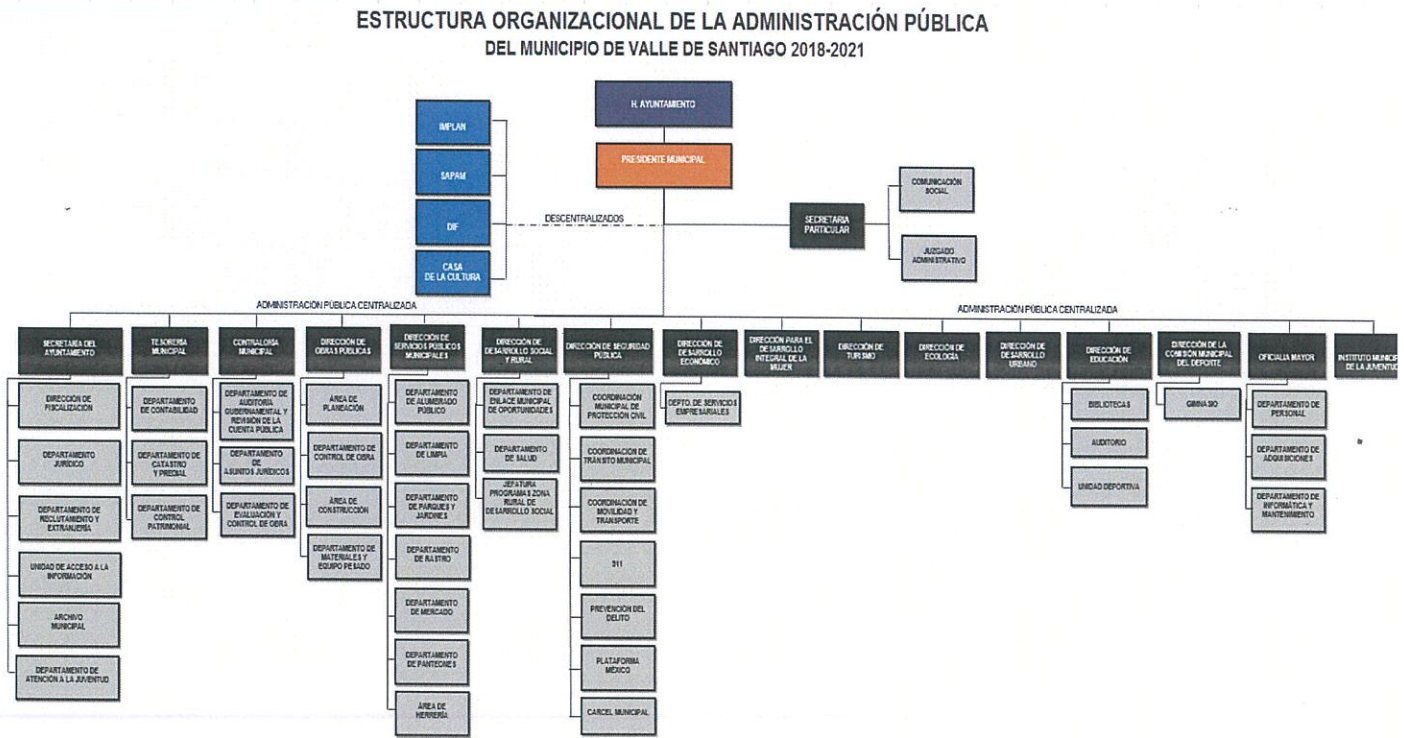 ESTRUCTURA ORGANIZACIONAL DE LA ADMINISTRACIÓN PÚBLICA
DEL MUNICIPIO DE VALLE DE SANTIAGO 2018-2021
H. AYUNTAMIENTO
PRESIDENTE MUNICIPAL
IMPLAN
SAPAM
DIF
CASA
DE LA CULTURA
DESCENTRALIZADOS
SECRETARIA
PARTICULAR
COMUNICACIÓN
SOCIAL
JUZGADO
ADMINISTRATIVO
ADMINISTRACIÓN PÚBLICA CENTRALIZADA
ADMINISTRACIÓN PÚBLICA CENTRALIZADA
SECRETARÍA DEL
AYUNTAMIENTO
DIRECCIÓN DE
FISCALIZACIÓN
DEPARTAMENTO
JURÍDICO
DEPARTAMENTO DE
RECLUTAMIENTO Y
EXTRANJERÍA
UNIDAD DE ACCESO A LA
INFORMACIÓN
ARCHIVO
MUNICIPAL
DEPARTAMENTO DE
ATENCIÓN A LA JUVENTUD
TESORERÍA
MUNICIPAL
DEPARTAMENTO
DE CONTABILIDAD
DEPARTAMENTO DE
CATASTRO
Y PREDIAL
DEPARTAMENTO DE
CONTROL
PATRIMONIAL
CONTRALORÍA
MUNICIPAL
DEPARTAMENTO DE
AUDITORÍA
GUBERNAMENTAL Y
REVISIÓN DE LA
CUENTA PÚBLICA
DEPARTAMENTO
DE
ASUNTOS JURÍDICOS
DEPARTAMENTO DE
EVALUACIÓN Y
CONTROL DE OBRA
DIRECCIÓN DE
OBRAS PÚBLICAS
ÁREA DE
PLANEACIÓN
DEPARTAMENTO DE
CONTROL DE OBRA
ÁREA DE
CONSTRUCCIÓN
DEPARTAMENTO DE
MATERIALES Y
EQUIPO PESADO
DIRECCIÓN DE
SERVICIOS PÚBLICOS
MUNICIPALES
DEPARTAMENTO
DE ALUMBRADO
PÚBLICO
DEPARTAMENTO
DE LIMPIA
DEPARTAMENTO
DE PARQUES Y
JARDINES
DEPARTAMENTO
DE RASTRO
DEPARTAMENTO
DE MERCADO
DEPARTAMENTO
DE PANTEONES
ÁREA DE
HERRERÍA
DIRECCIÓN DE
DESARROLLO SOCIAL
Y RURAL
DEPARTAMENTO DE
ENLACE MUNICIPAL
DE OPORTUNIDADES
DEPARTAMENTO
DE SALUD
JEFATURA
PROGRAMAS ZONA
RURAL DE
DESARROLLO SOCIAL
DIRECCIÓN DE SEGURIDAD
PÚBLICA
COORDINACIÓN
MUNICIPAL DE
PROTECCIÓN CIVIL
COORDINACIÓN DE
TRÁNSITO MUNICIPAL
COORDINACIÓN DE
MOVILIDAD Y
TRANSPORTE
911
PREVENCIÓN DEL
DELITO
PLATAFORMA
MÉXICO
CARCEL MUNICIPAL
DIRECCIÓN DE
DESARROLLO
ECONÓMICO
DEPTO. DE SERVICIOS
EMPRESARIALES
DIRECCIÓN PARA EL
DESARROLLO
INTEGRAL DE LA
MUJER
DIRECCIÓN DE
TURISMO
DIRECCIÓN DE
ECOLOGÍA
DIRECCIÓN DE
DESARROLLO
URBANO
DIRECCIÓN DE
EDUCACIÓN
BIBLIOTECAS
AUDITORIO
UNIDAD DEPORTIVA
DIRECCIÓN DE LA
COMISIÓN MUNICIPAL
DEL DEPORTE
GIMNASIO
OFICIALIA MAYOR
DEPARTAMENTO DE
PERSONAL
DEPARTAMENTO DE
ADQUISICIONES
DEPARTAMENTO DE
INFORMÁTICA Y
MANTENIMIENTO
INSTITUTO MUNICIP
DE LA JUVENTUD